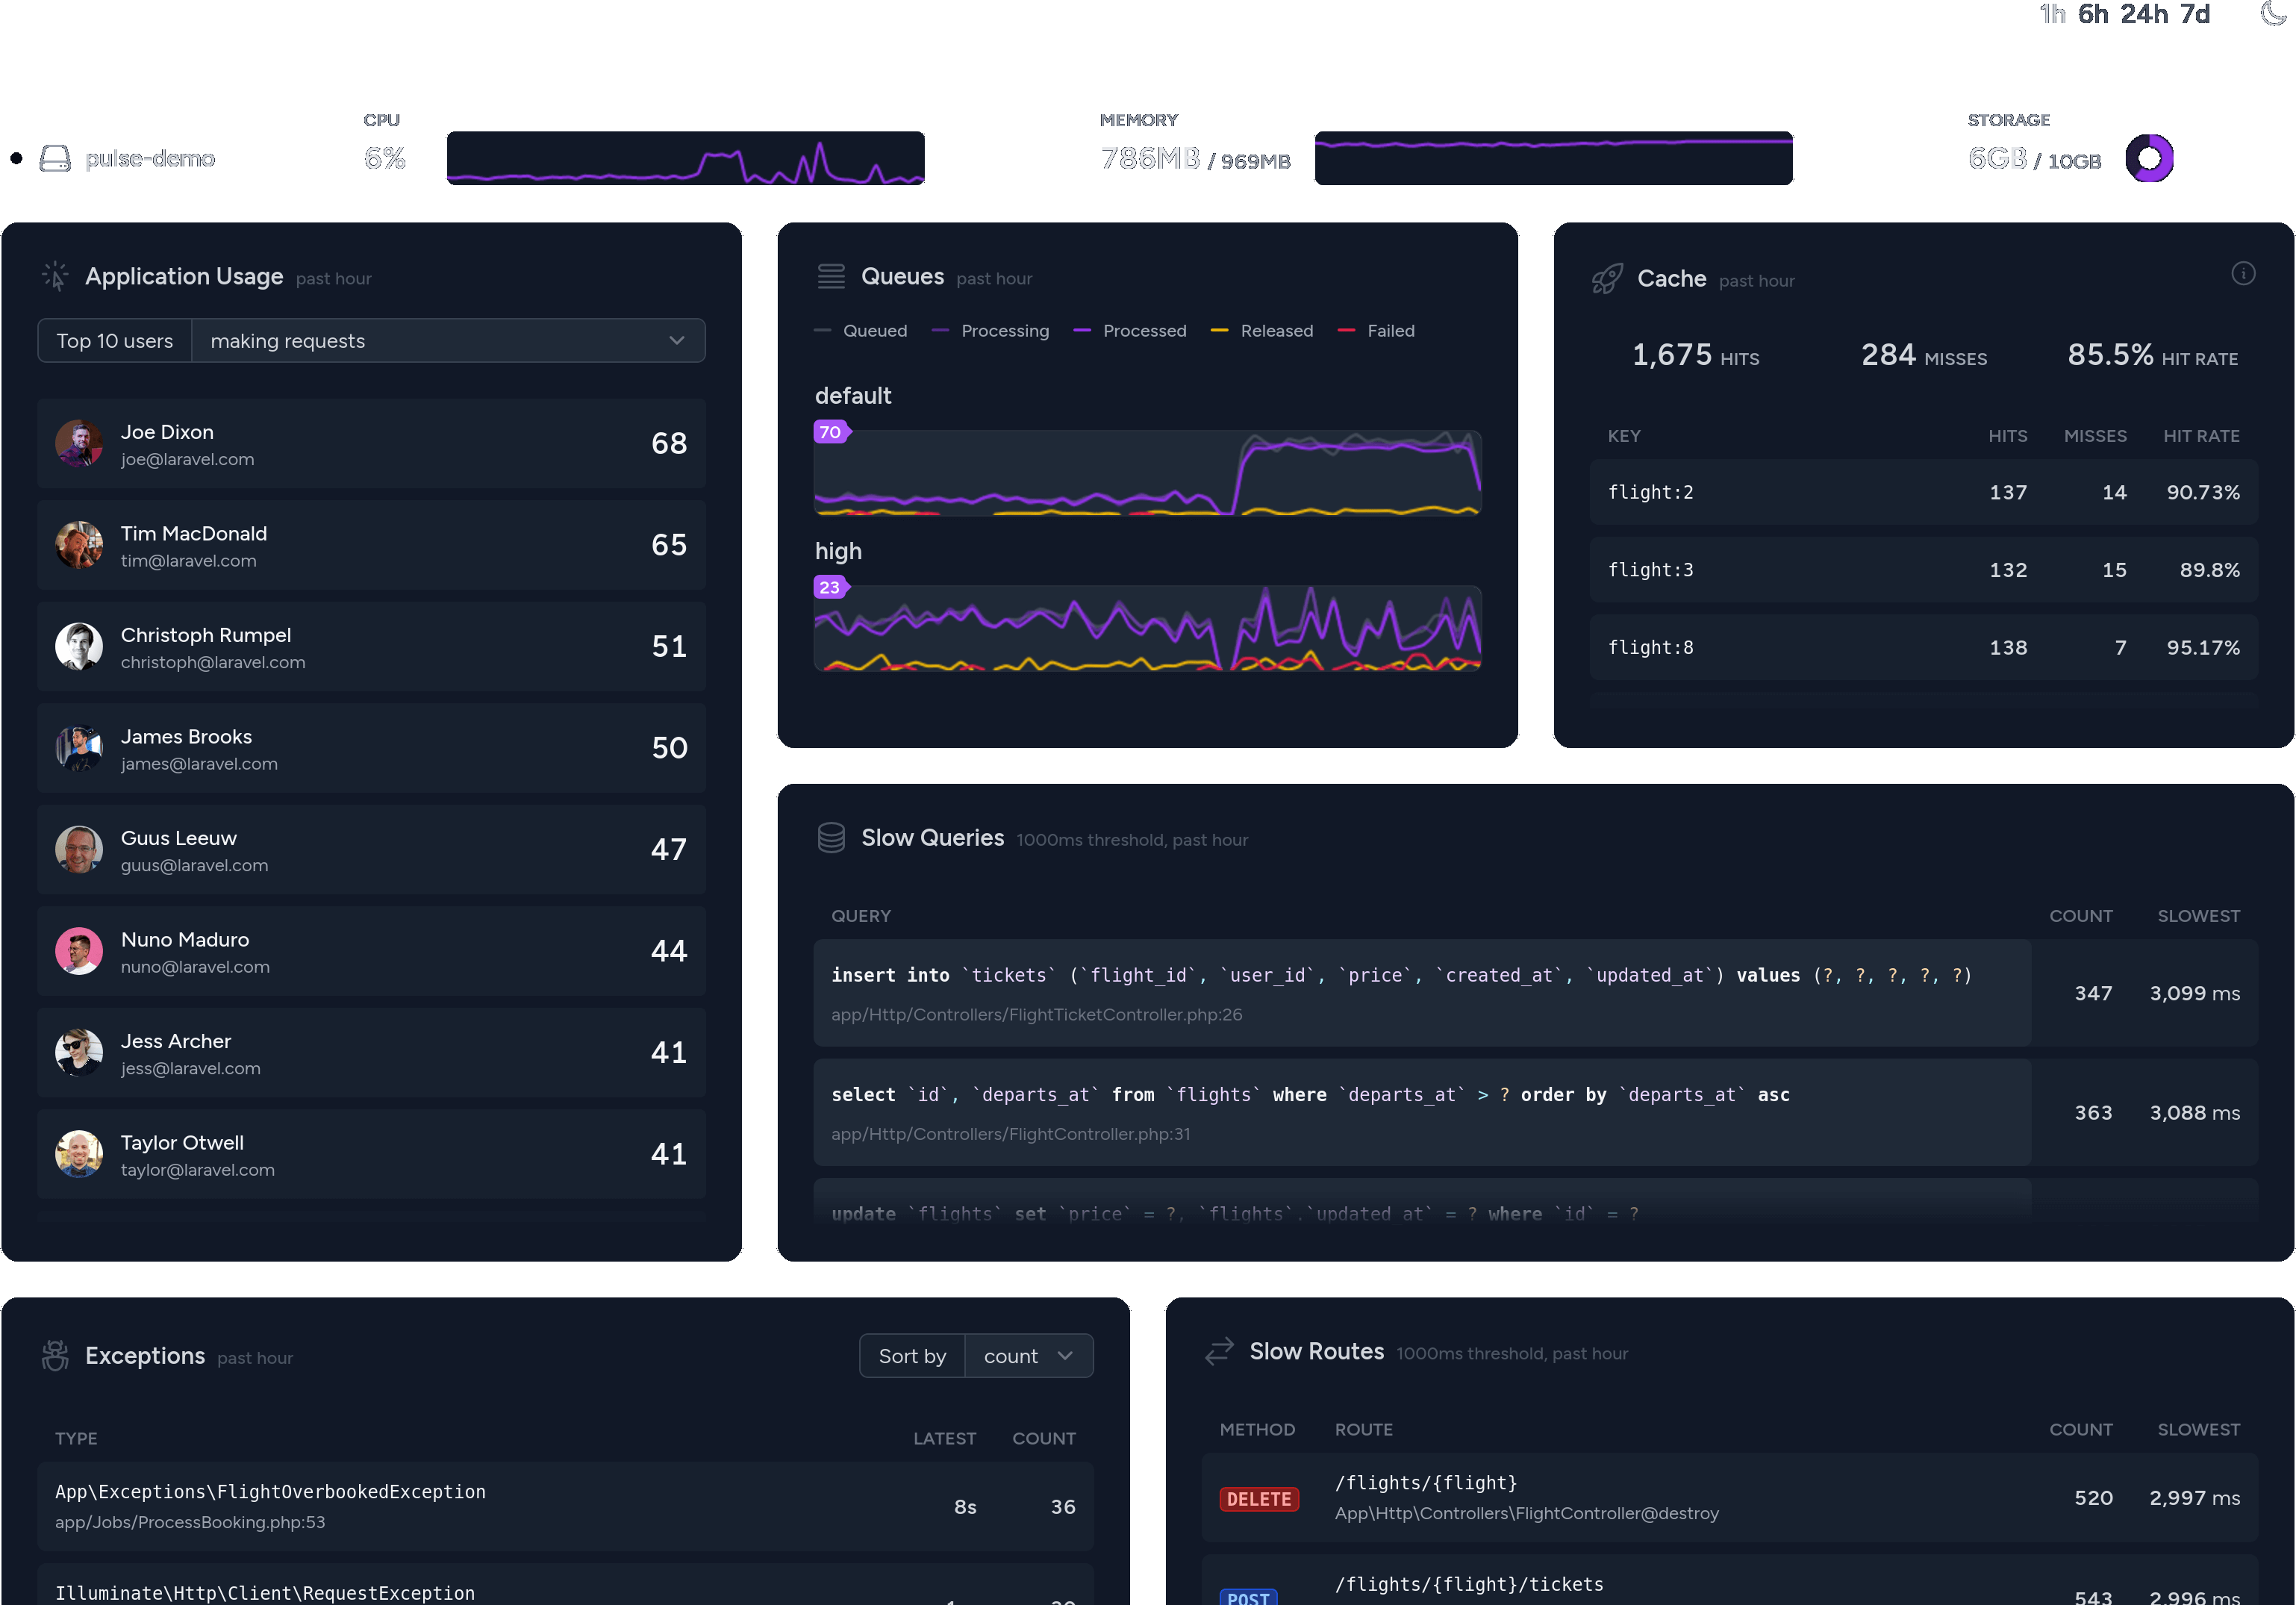 1h 6h 24h 7d
pulse-demo
CPU
6%
MEMORY
786MB / 969MB
STORAGE
6GB / 10GB
Application Usage past hour
Top 10 users making requests
Joe Dixon
joe@laravel.com
68
Tim MacDonald
tim@laravel.com
65
Christoph Rumpel
christoph@laravel.com
51
James Brooks
james@laravel.com
50
Guus Leeuw
guus@laravel.com
47
Nuno Maduro
nuno@laravel.com
44
Jess Archer
jess@laravel.com
41
Taylor Otwell
taylor@laravel.com
41
Queues past hour
Queued Processing Processed Released Failed
default
70
high
23
Cache past hour
1,675 HITS 284 MISSES 85.5% HIT RATE
KEY HITS MISSES HIT RATE
flight:2 137 14 90.73%
flight:3 132 15 89.8%
flight:8 138 7 95.17%
Slow Queries 1000ms threshold, past hour
QUERY COUNT SLOWEST
insert into `tickets` (`flight_id`, `user_id`, `price`, `created_at`, `updated_at`) values (?, ?, ?, ?, ?)
app/Http/Controllers/FlightTicketController.php:26
347 3,099 ms
select `id`, `departs_at` from `flights` where `departs_at` > ? order by `departs_at` asc
app/Http/Controllers/FlightController.php:31
363 3,088 ms
update `flights` set `price` = ?, `flights`.`updated_at` = ? where `id` = ?
Exceptions past hour
Sort by count
TYPE LATEST COUNT
App\Exceptions\FlightOverbookedException
app/Jobs/ProcessBooking.php:53
8s 36
Illuminate\Http\Client\RequestException
Slow Routes 1000ms threshold, past hour
METHOD ROUTE COUNT SLOWEST
DELETE /flights/{flight}
App\Http\Controllers\FlightController@destroy
520 2,997 ms
POST /flights/{flight}/tickets
543 2,996 ms